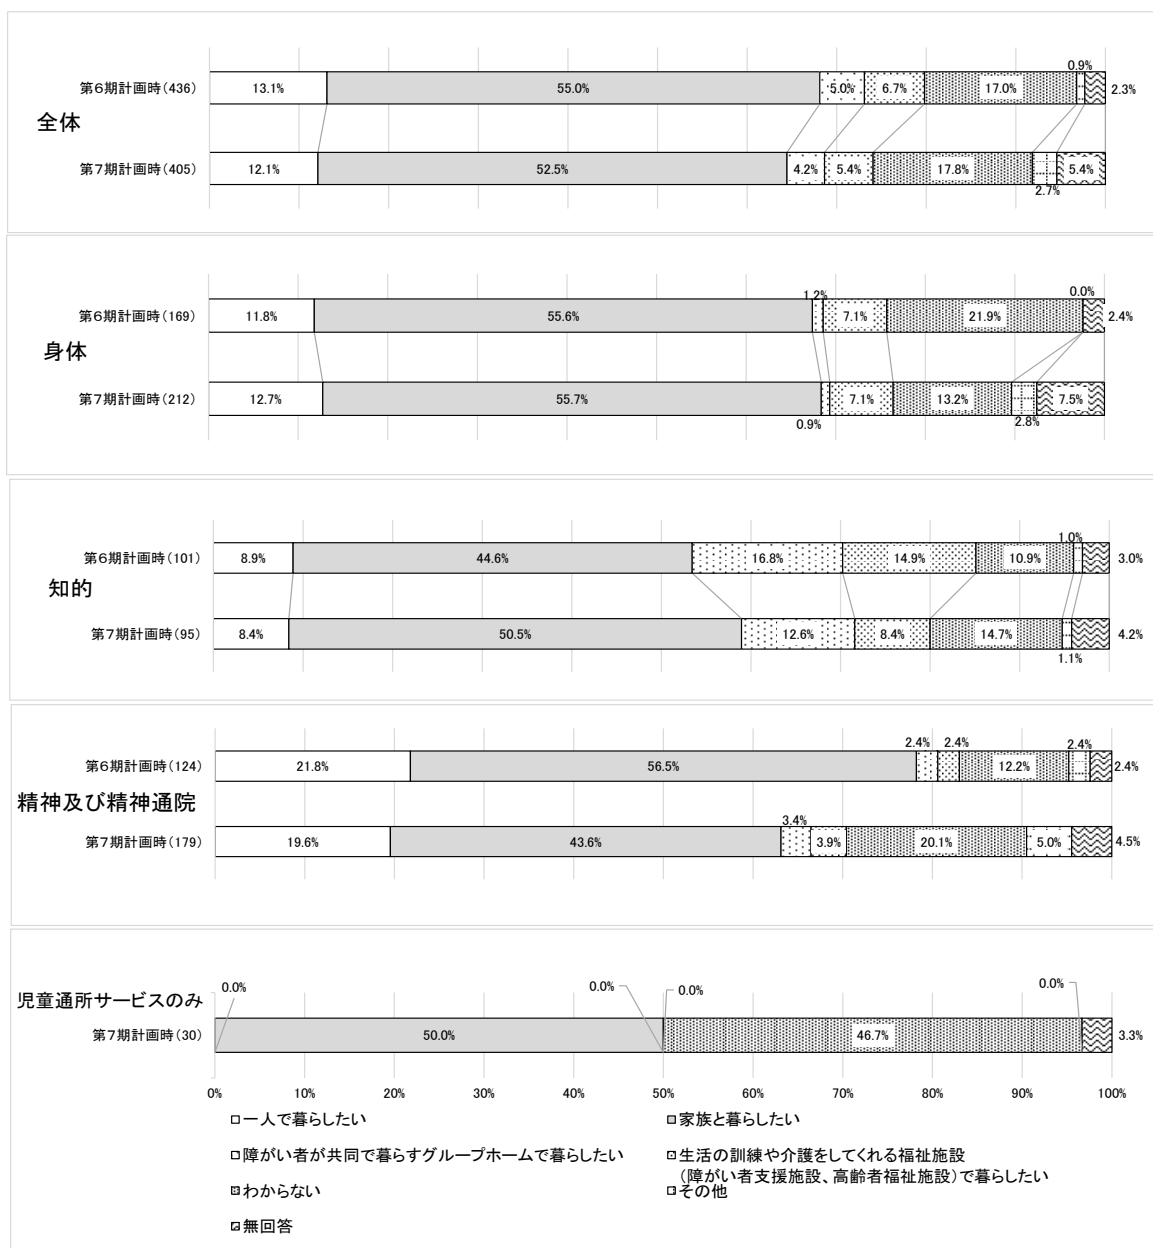 0.9%
第6期計画時(436) 13.1% 55.0% 5.0% 6.7% 17.0% 2.3%
全体
第7期計画時(405) 12.1% 52.5% 4.2% 5.4% 17.8% 5.4%
2.7%
1.2% 0.0%
第6期計画時(169) 11.8% 55.6% 7.1% 21.9% 2.4%
身体
第7期計画時(212) 12.7% 55.7% 7.1% 13.2% 7.5%
0.9% 2.8%
1.0%
第6期計画時(101) 8.9% 44.6% 16.8% 14.9% 10.9% 3.0%
知的
第7期計画時(95) 8.4% 50.5% 12.6% 8.4% 14.7% 4.2%
1.1%
2.4% 2.4% 2.4%
第6期計画時(124) 21.8% 56.5% 12.2% 2.4%
精神及び精神通院
3.4%
第7期計画時(179) 19.6% 43.6% 3.9% 20.1% 5.0% 4.5%
0.0% 0.0% 0.0% 0.0%
児童通所サービスのみ
第7期計画時(30) 50.0% 46.7% 3.3%
0% 10% 20% 30% 40% 50% 60% 70% 80% 90% 100%
一人で暮らしたい 家族と暮らしたい
障がい者が共同で暮らすグループホームで暮らしたい 生活の訓練や介護をしてくれる福祉施設
(障がい者支援施設、高齢者福祉施設)で暮らしたい
わからない その他
無回答